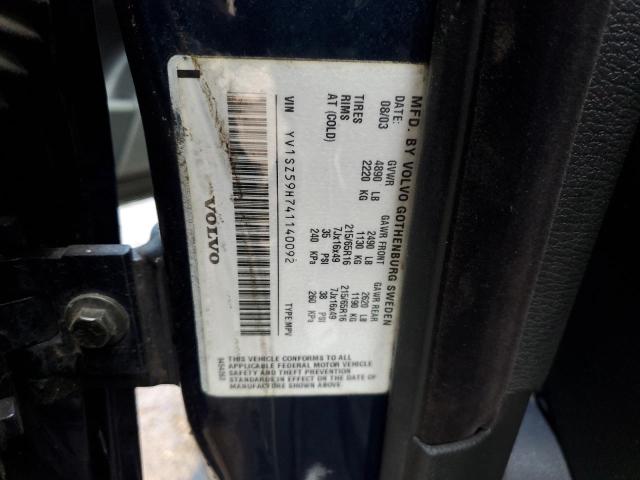 MFD. BY VOLVO GOTHENBURG SWEDEN
DATE: GVWR GAWR FRONT GAWR REAR
08/03 4890 LB 2490 LB 2620 LB
2220 KG 1130 KG 1190 KG
TIRES 215/65R16 215/65R16
RIMS 7Jx16x49 7Jx16x49
AT (COLD) 35 PSI 38 PSI
240 KPa 260 KPa
VIN YV1SZ59H741140092 TYPE:MPV
VOLVO
THIS VEHICLE CONFORMS TO ALL
APPLICABLE FEDERAL MOTOR VEHICLE
SAFETY AND THEFT PREVENTION
STANDARDS IN EFFECT ON THE DATE OF
MANUFACTURE SHOWN ABOVE.